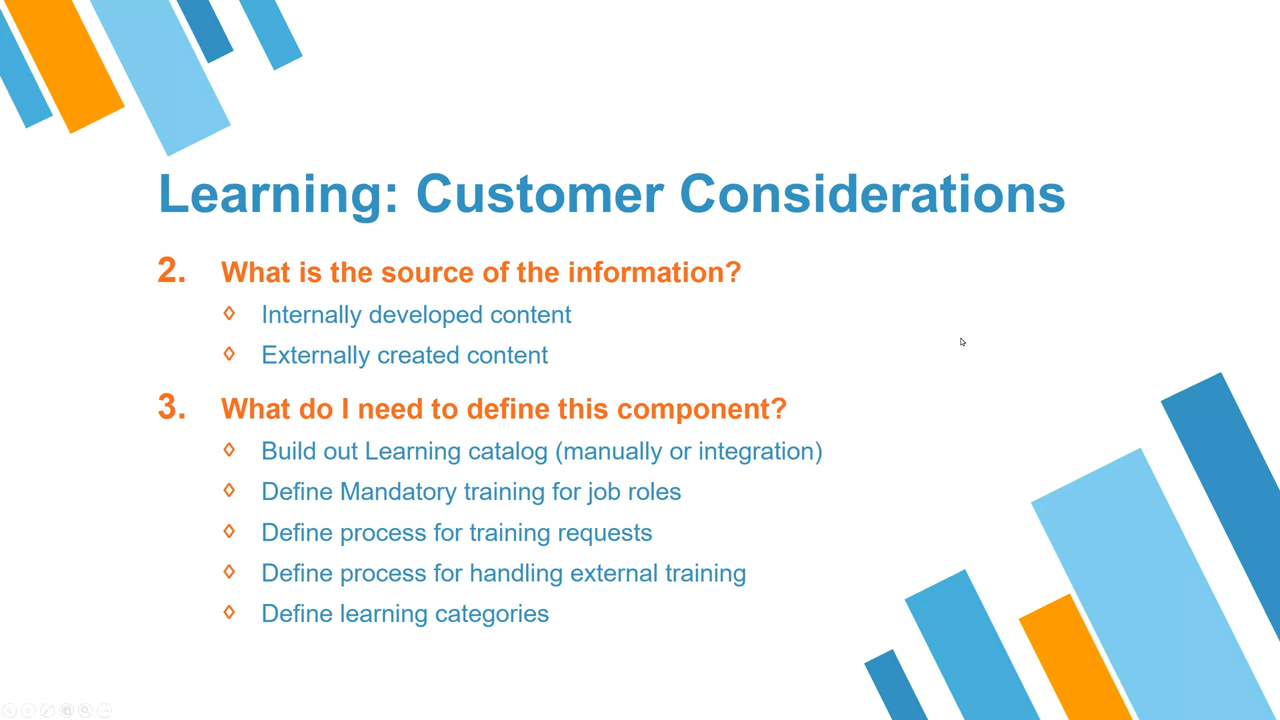 Learning: Customer Considerations
2. What is the source of the information?
◊ Internally developed content
◊ Externally created content
3. What do I need to define this component?
◊ Build out Learning catalog (manually or integration)
◊ Define Mandatory training for job roles
◊ Define process for training requests
◊ Define process for handling external training
◊ Define learning categories